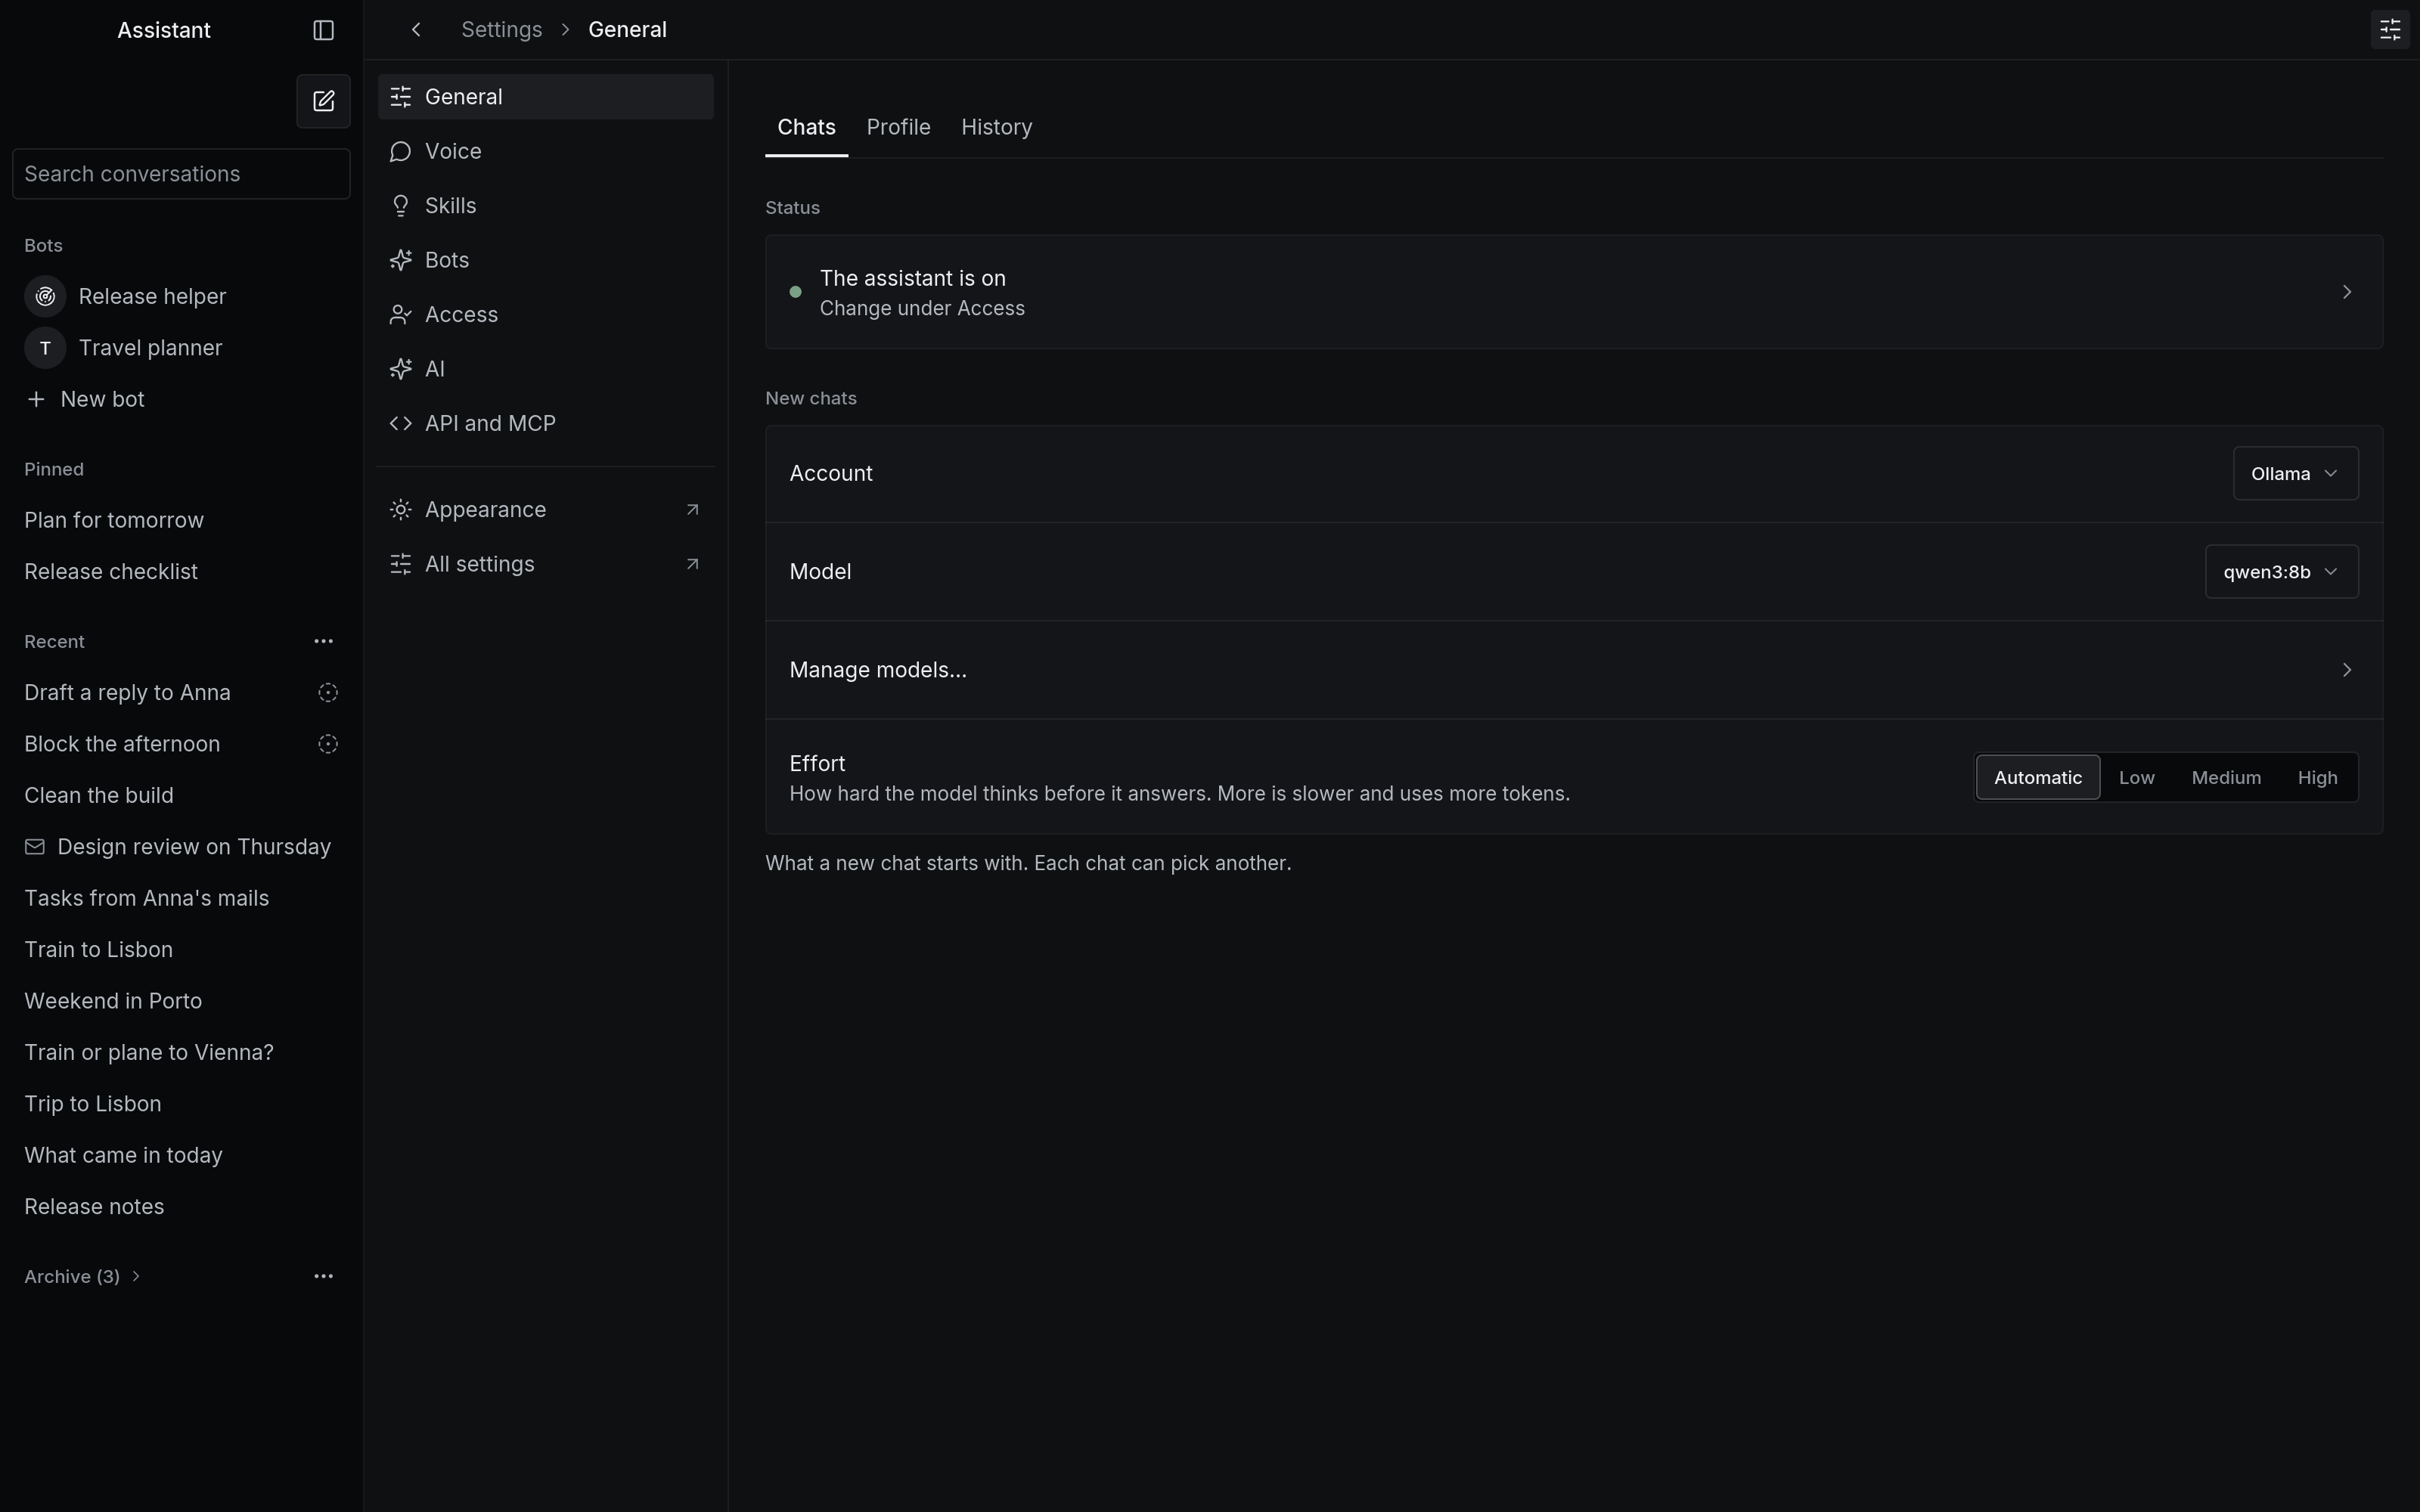 Assistant
Search conversations
Bots
Release helper
T Travel planner
New bot
Pinned
Plan for tomorrow
Release checklist
Recent
Draft a reply to Anna
Block the afternoon
Clean the build
Design review on Thursday
Tasks from Anna's mails
Train to Lisbon
Weekend in Porto
Train or plane to Vienna?
Trip to Lisbon
What came in today
Release notes
Archive (3)
Settings General
General
Voice
Skills
Bots
Access
AI
API and MCP
Appearance
All settings
Chats Profile History
Status
The assistant is on
Change under Access
New chats
Account Ollama
Model qwen3:8b
Manage models...
Effort
How hard the model thinks before it answers. More is slower and uses more tokens.
Automatic Low Medium High
What a new chat starts with. Each chat can pick another.